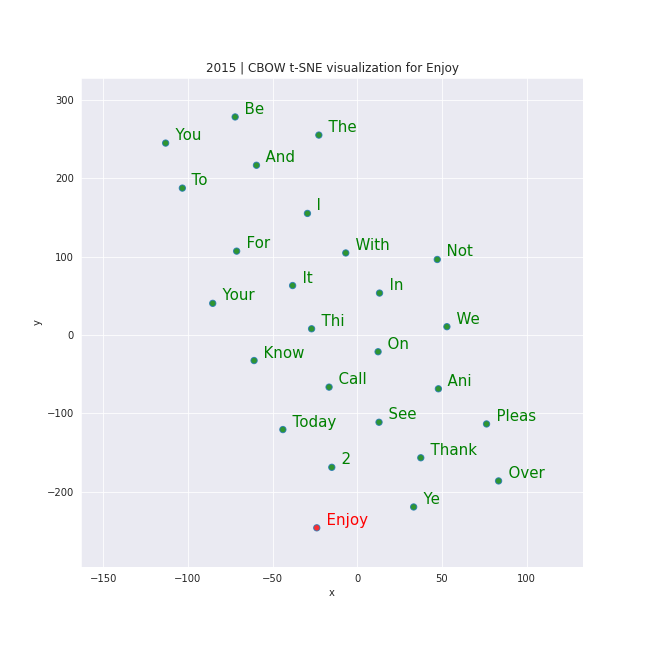 2015 | CBOW t-SNE visualization for Enjoy
300
200
100
0
−100
−200
y
Be
The
You
And
To
I
For
With
Not
It
In
Your
Thi
We
On
Know
Call
Ani
See
Pleas
Today
Thank
2
Over
Ye
Enjoy
−150
−100
−50
0
50
100
x